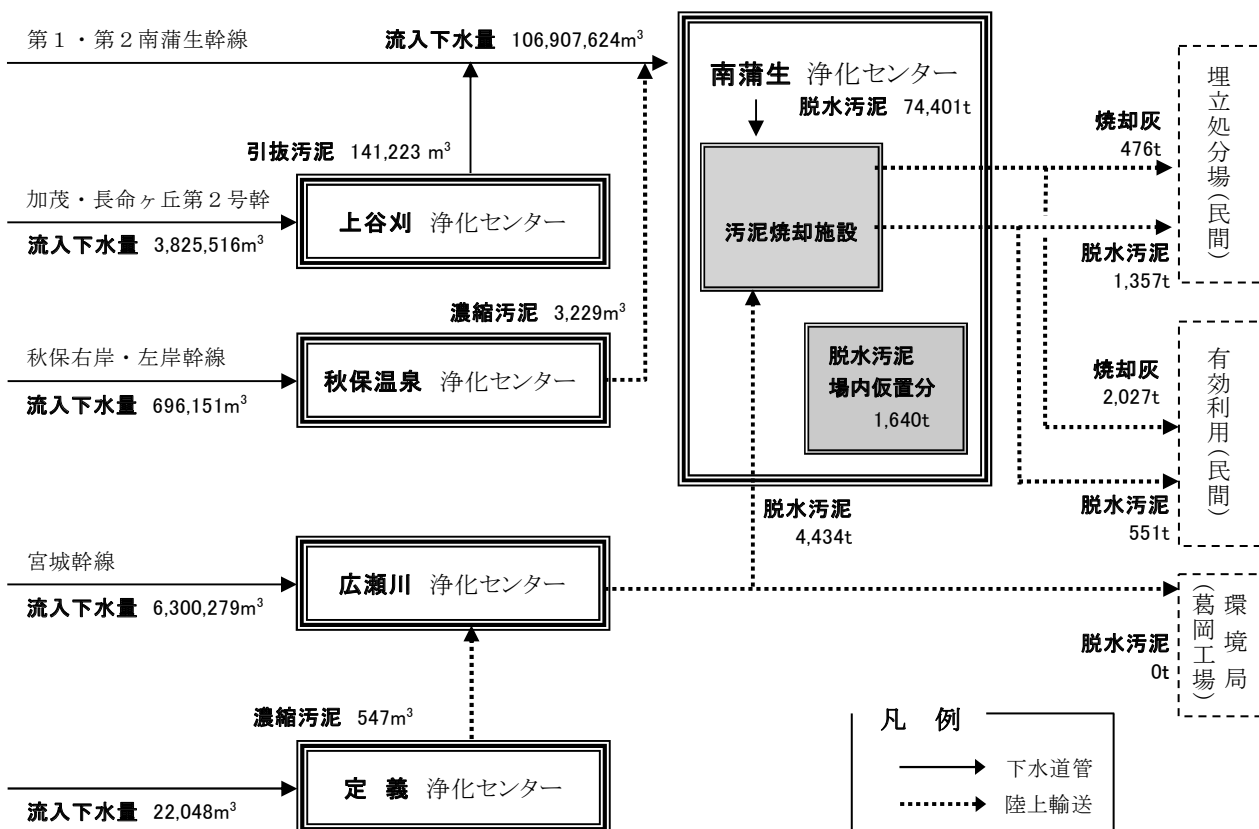 第１・第２南蒲生幹線
流入下水量 106,907,624m³
南蒲生 浄化センター
脱水汚泥 74,401t
汚泥焼却施設
脱水汚泥
場内仮置分
1,640t
引抜汚泥 141,223 m³
加茂・長命ヶ丘第２号幹
流入下水量 3,825,516m³
上谷刈 浄化センター
濃縮汚泥 3,229m³
秋保右岸・左岸幹線
流入下水量 696,151m³
秋保温泉 浄化センター
脱水汚泥
4,434t
宮城幹線
流入下水量 6,300,279m³
広瀬川 浄化センター
濃縮汚泥 547m³
流入下水量 22,048m³
定 義 浄化センター
焼却灰
476t
脱水汚泥
1,357t
埋立処分場（民間）
焼却灰
2,027t
脱水汚泥
551t
有効利用（民間）
脱水汚泥
0t
環境局
（葛岡工場）
凡 例
下水道管
陸上輸送